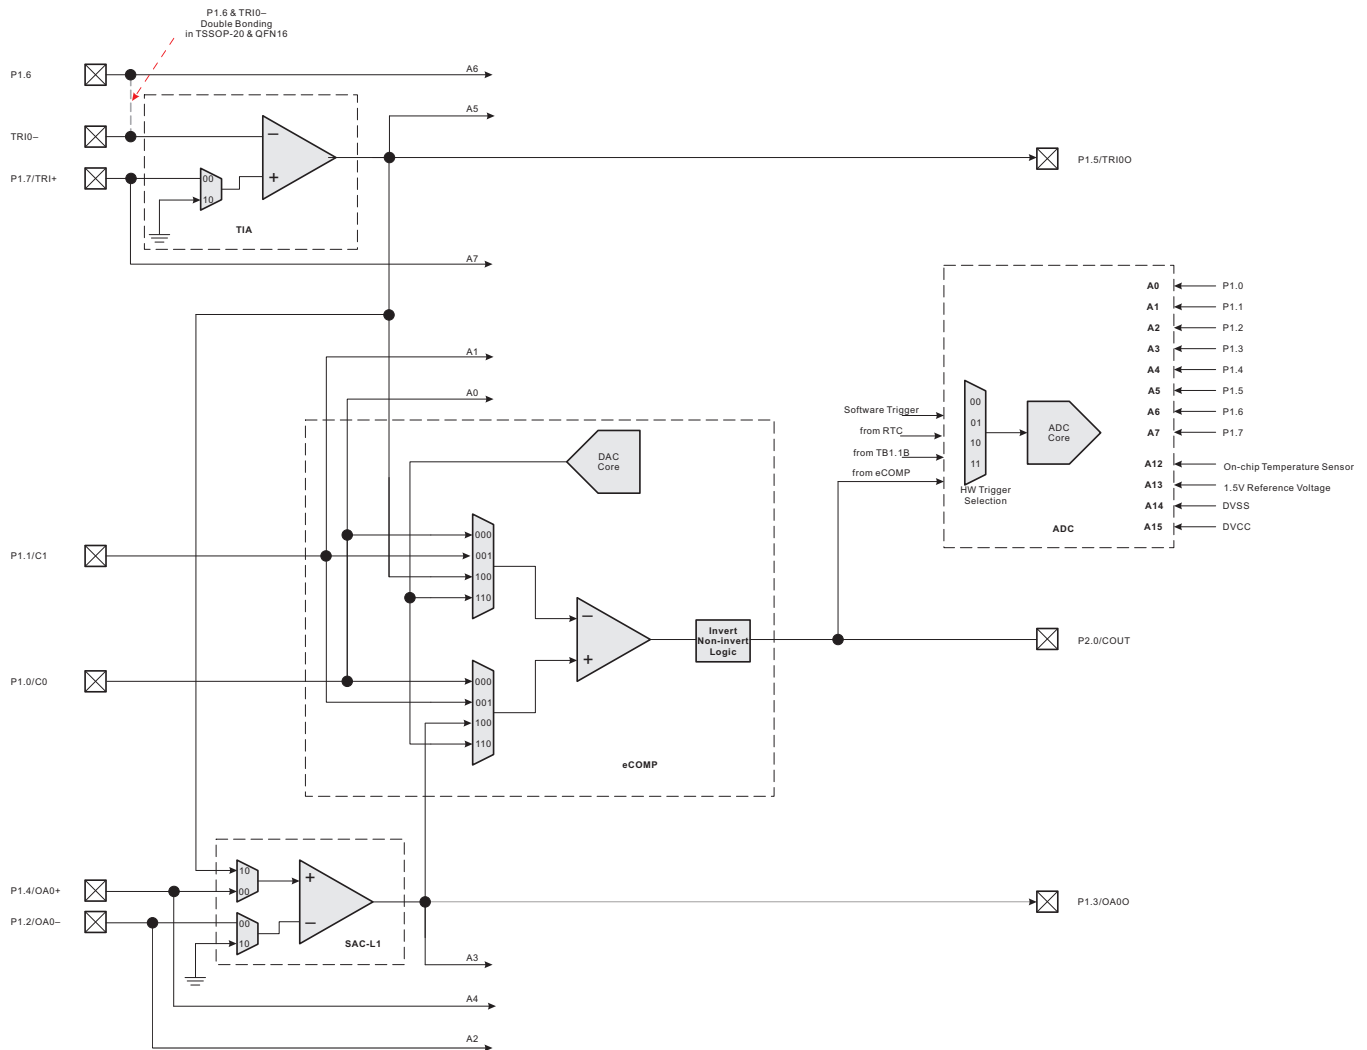 P1.6 & TRI0–
Double Bonding
in TSSOP-20 & QFN16
P1.6
A6
A5
TRI0–
–
P1.5/TRI0O
P1.7/TRI+
00
+
10
TIA
A7
A0
P1.0
A1
P1.1
A2
P1.2
A3
P1.3
A1
A4
P1.4
A5
P1.5
A0
00
A6
P1.6
Software Trigger
01
ADC
Core
A7
P1.7
from RTC
10
from TB1.1B
11
A12
On-chip Temperature Sensor
from eCOMP
A13
1.5V Reference Voltage
HW Trigger
Selection
A14
DVSS
ADC
A15
DVCC
DAC
Core
000
P1.1/C1
001
100
110
–
Invert
Non-invert
Logic
P2.0/COUT
+
P1.0/C0
000
001
100
110
eCOMP
10
+
P1.4/OA0+
00
P1.3/OA0O
P1.2/OA0–
00
–
10
SAC-L1
A3
A4
A2